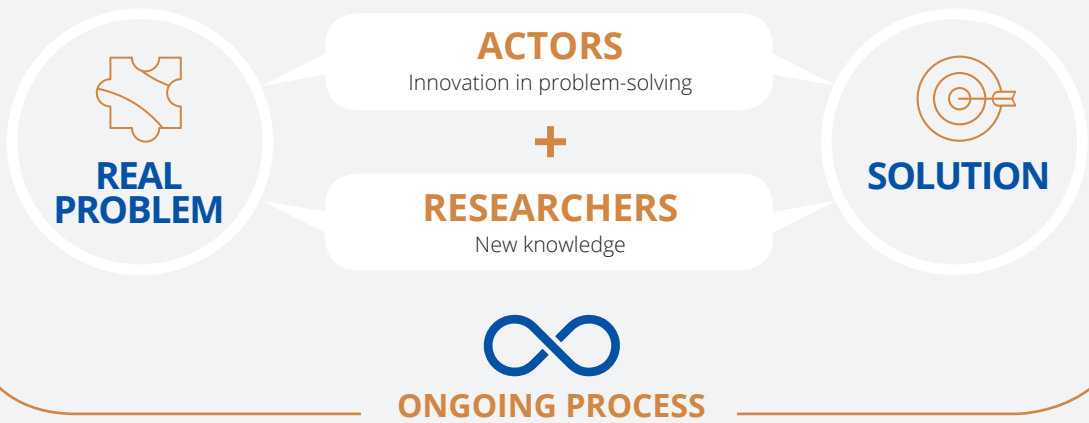 REAL
PROBLEM
ACTORS
Innovation in problem-solving
+
RESEARCHERS
New knowledge
SOLUTION
ONGOING PROCESS